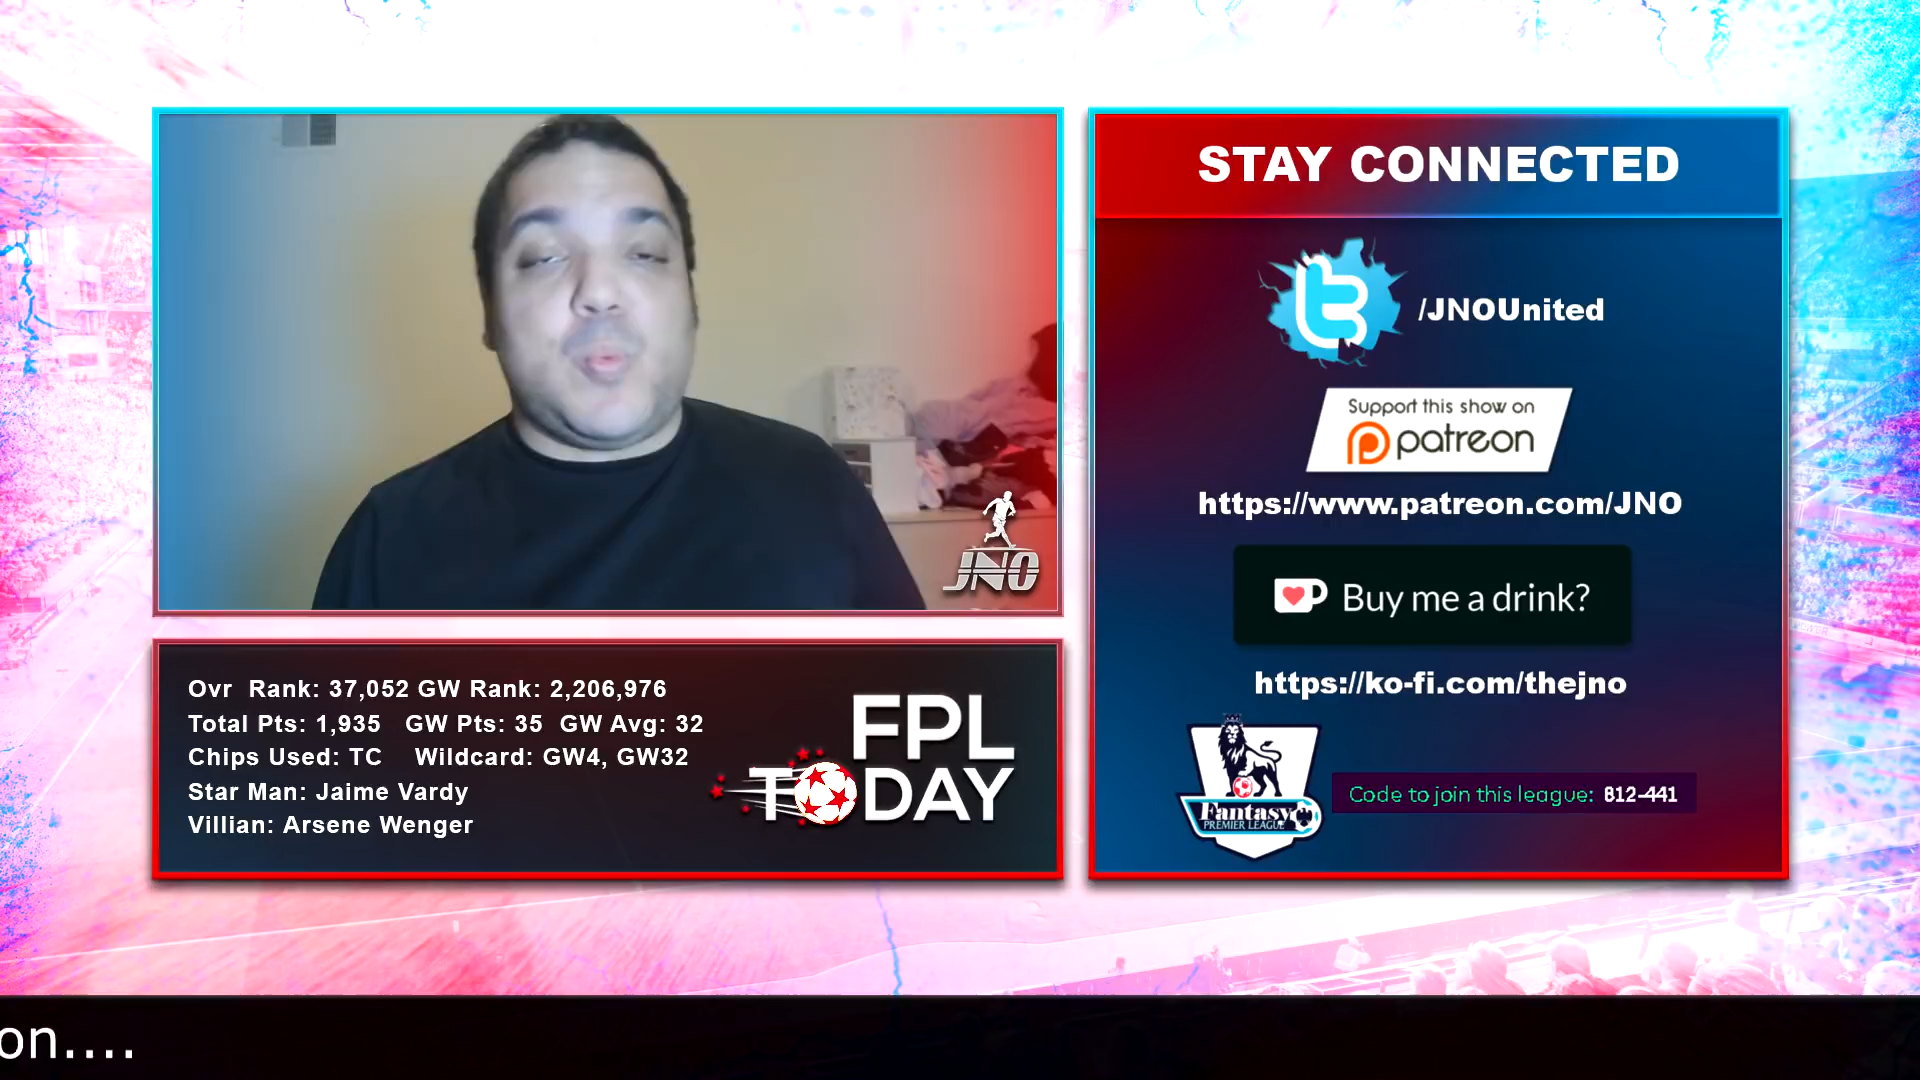 JNO
Ovr Rank: 37,052 GW Rank: 2,206,976
Total Pts: 1,935 GW Pts: 35 GW Avg: 32
Chips Used: TC Wildcard: GW4, GW32
Star Man: Jaime Vardy
Villian: Arsene Wenger
FPL
TODAY
STAY CONNECTED
/JNOUnited
Support this show on
patreon
https://www.patreon.com/JNO
Buy me a drink?
https://ko-fi.com/thejno
Fantasy
PREMIER LEAGUE
Code to join this league: 812-441
on....